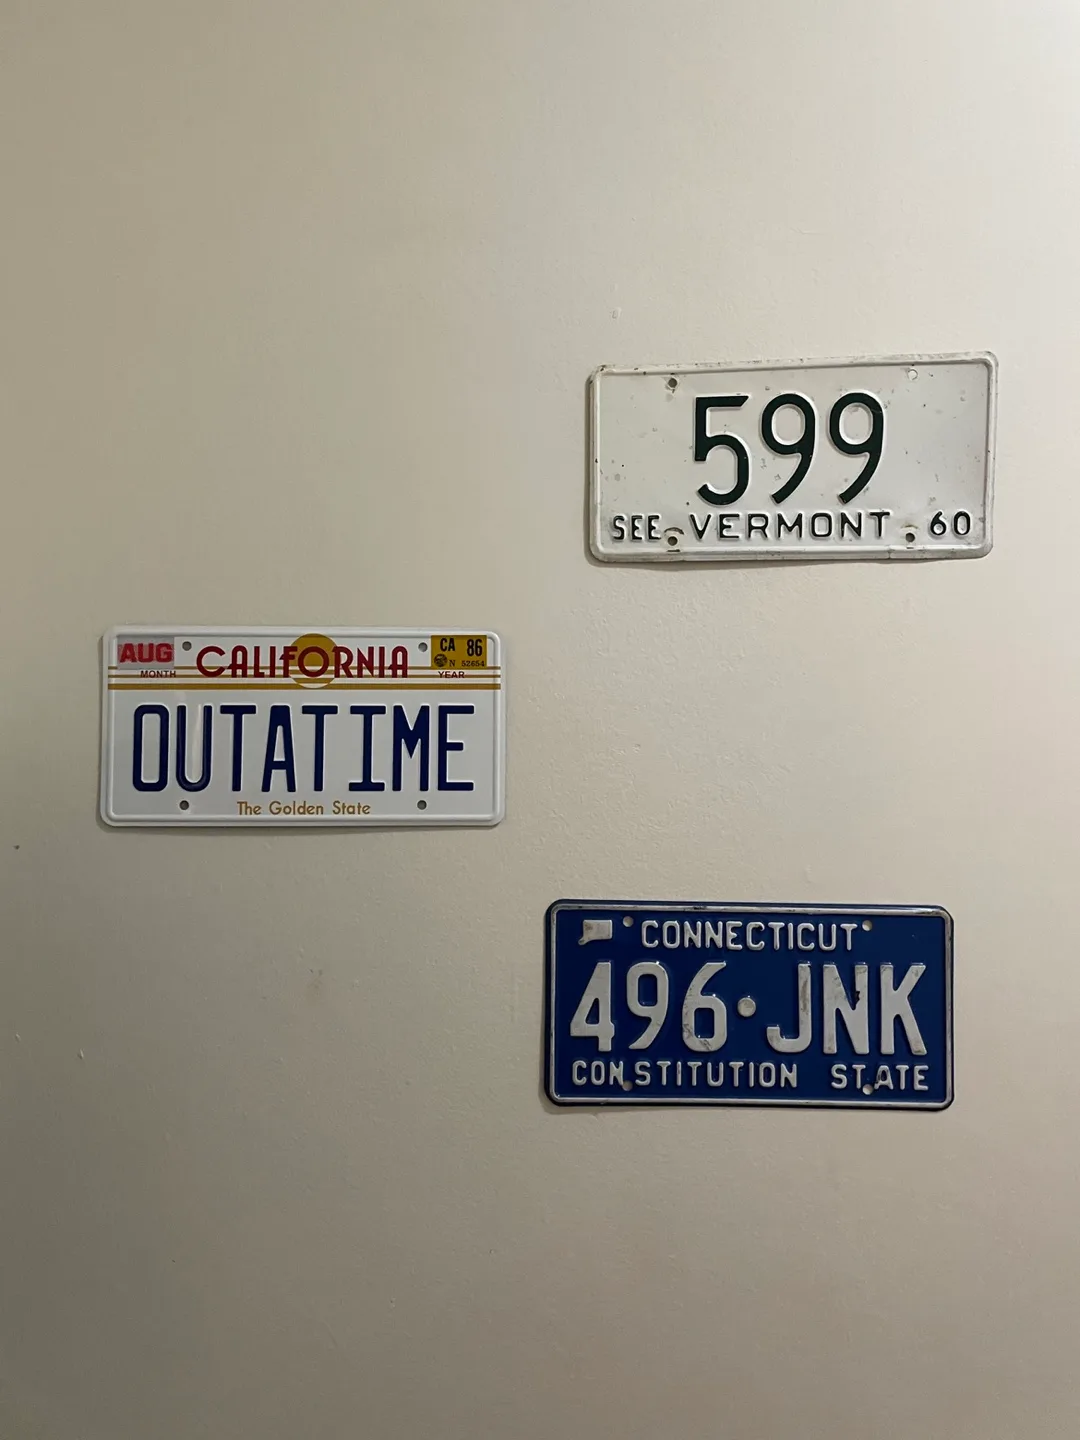 599
SEE VERMONT 60
AUG CALIFORNIA CA 86
MONTH N 52654 YEAR
OUTATIME
The Golden State
CONNECTICUT
496·JNK
CONSTITUTION STATE